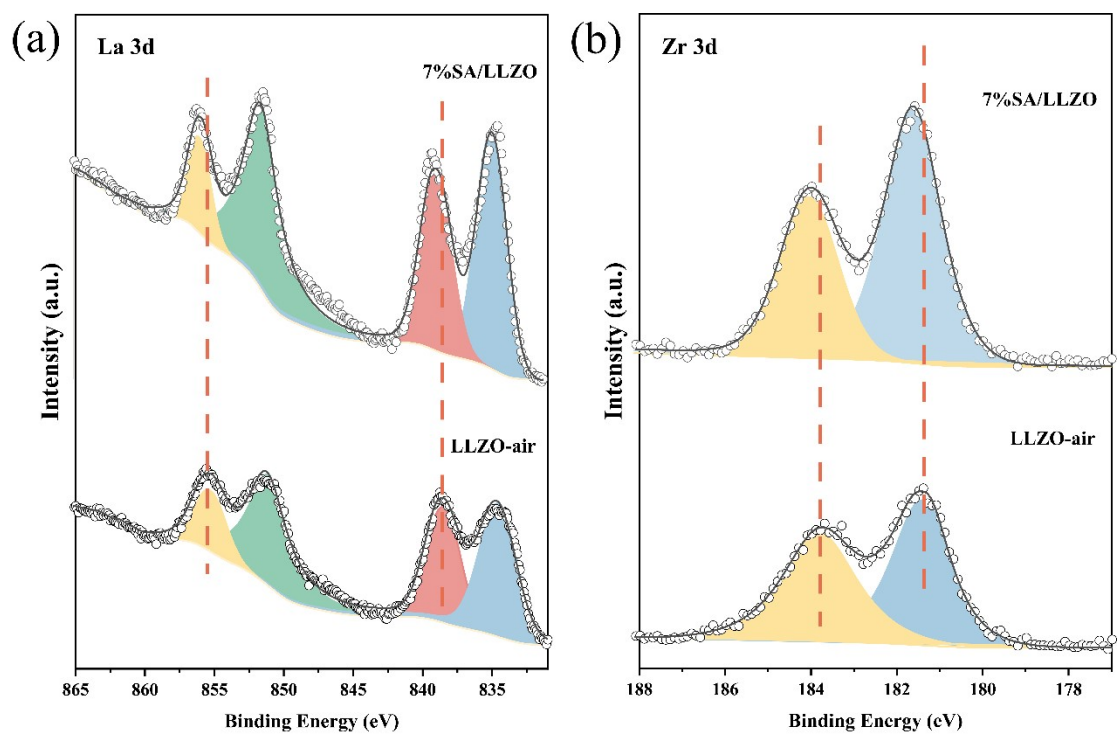 (a)
La 3d
7%SA/LLZO
LLZO-air
Intensity (a.u.)
865 860 855 850 845 840 835
Binding Energy (eV)
(b)
Zr 3d
7%SA/LLZO
LLZO-air
Intensity (a.u.)
188 186 184 182 180 178
Binding Energy (eV)